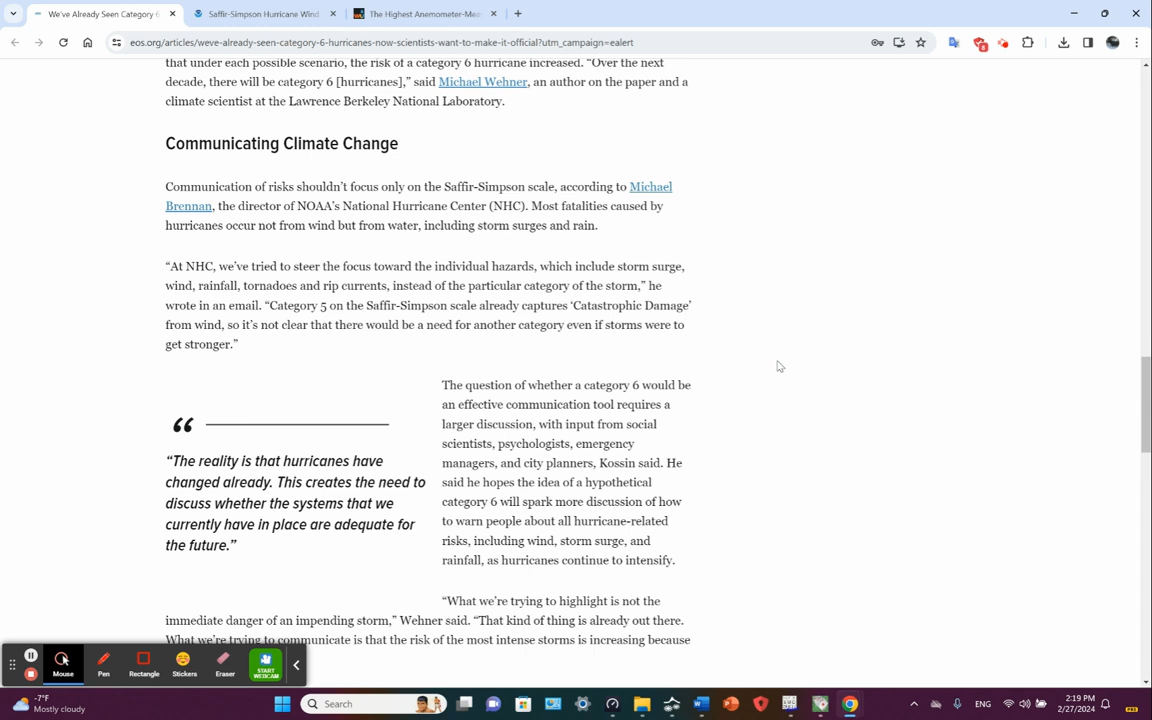 We've Already Seen Category 6
Saffir-Simpson Hurricane Wind
The Highest Anemometer-Mea
eos.org/articles/weve-already-seen-category-6-hurricanes-now-scientists-want-to-make-it-official?utm_campaign=ealert
8
that under each possible scenario, the risk of a category 6 hurricane increased. “Over the next
decade, there will be category 6 [hurricanes],” said Michael Wehner, an author on the paper and a
climate scientist at the Lawrence Berkeley National Laboratory.
Communicating Climate Change
Communication of risks shouldn’t focus only on the Saffir-Simpson scale, according to Michael
Brennan, the director of NOAA’s National Hurricane Center (NHC). Most fatalities caused by
hurricanes occur not from wind but from water, including storm surges and rain.
“At NHC, we’ve tried to steer the focus toward the individual hazards, which include storm surge,
wind, rainfall, tornadoes and rip currents, instead of the particular category of the storm,” he
wrote in an email. “Category 5 on the Saffir-Simpson scale already captures ‘Catastrophic Damage’
from wind, so it’s not clear that there would be a need for another category even if storms were to
get stronger.”
“The reality is that hurricanes have
changed already. This creates the need to
discuss whether the systems that we
currently have in place are adequate for
the future.”
The question of whether a category 6 would be
an effective communication tool requires a
larger discussion, with input from social
scientists, psychologists, emergency
managers, and city planners, Kossin said. He
said he hopes the idea of a hypothetical
category 6 will spark more discussion of how
to warn people about all hurricane-related
risks, including wind, storm surge, and
rainfall, as hurricanes continue to intensify.
“What we’re trying to highlight is not the
immediate danger of an impending storm,” Wehner said. “That kind of thing is already out there.
What we’re trying to communicate is that the risk of the most intense storms is increasing because
Mouse
Pen
Rectangle
Stickers
Eraser
START
WEBCAM
-7°F
Mostly cloudy
Search
ENG
2:19 PM
2/27/2024